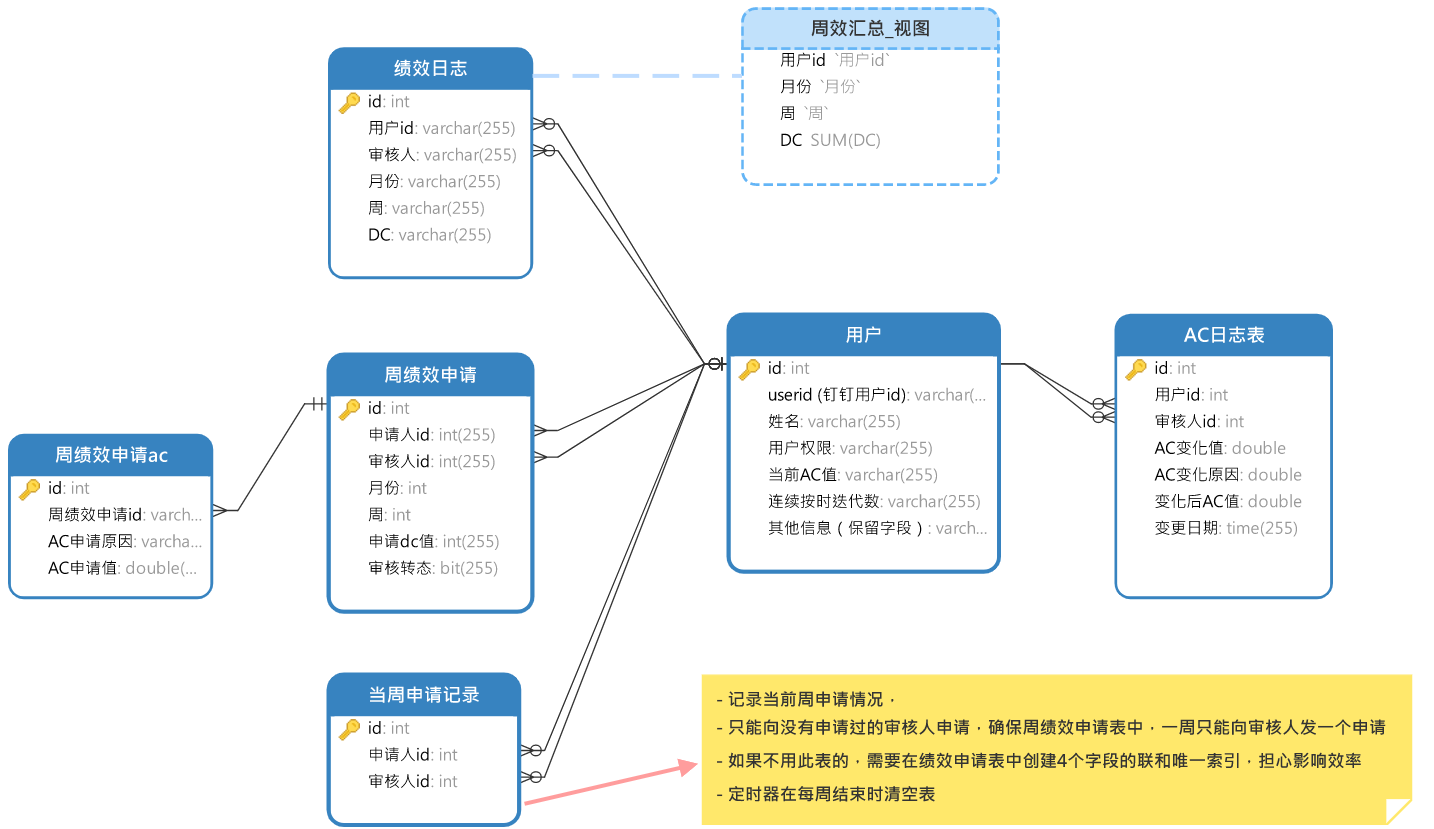 周效汇总_视图
用户id `用户id`
月份 `月份`
周 `周`
DC SUM(DC)
绩效日志
id: int
用户id: varchar(255)
审核人: varchar(255)
月份: varchar(255)
周: varchar(255)
DC: varchar(255)
周绩效申请
id: int
申请人id: int(255)
审核人id: int(255)
月份: int
周: int
申请dc值: int(255)
审核转态: bit(255)
周绩效申请ac
id: int
周绩效申请id: varch...
AC申请原因: varcha...
AC申请值: double(...
用户
id: int
userid (钉钉用户id): varchar(...
姓名: varchar(255)
用户权限: varchar(255)
当前AC值: varchar(255)
连续按时迭代数: varchar(255)
其他信息（保留字段）: varch...
AC日志表
id: int
用户id: int
审核人id: int
AC变化值: double
AC变化原因: double
变化后AC值: double
变更日期: time(255)
当周申请记录
id: int
申请人id: int
审核人id: int
- 记录当前周申请情况，
- 只能向没有申请过的审核人申请，确保周绩效申请表中，一周只能向审核人发一个申请
- 如果不用此表的，需要在绩效申请表中创建4个字段的联和唯一索引，担心影响效率
- 定时器在每周结束时清空表